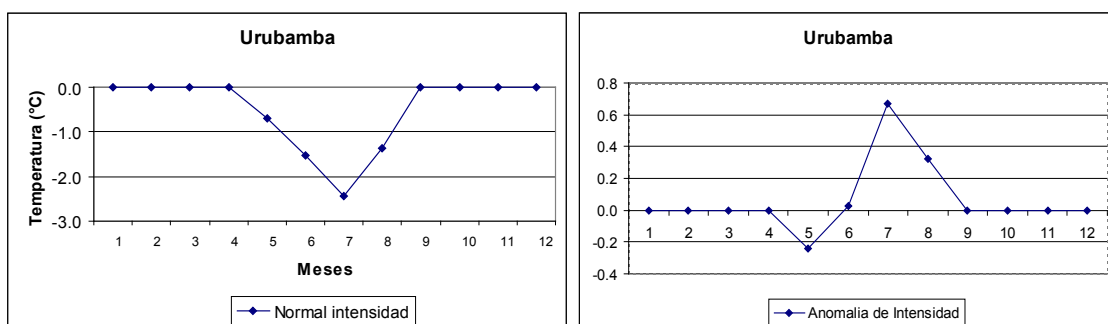 Urubamba
0.0
-1.0
-2.0
-3.0
Temperatura (°C)
1 2 3 4 5 6 7 8 9 10 11 12
Meses
Normal intensidad
Urubamba
0.8
0.6
0.4
0.2
0.0
-0.2
-0.4
1 2 3 4 5 6 7 8 9 10 11 12
Anomalia de Intensidad